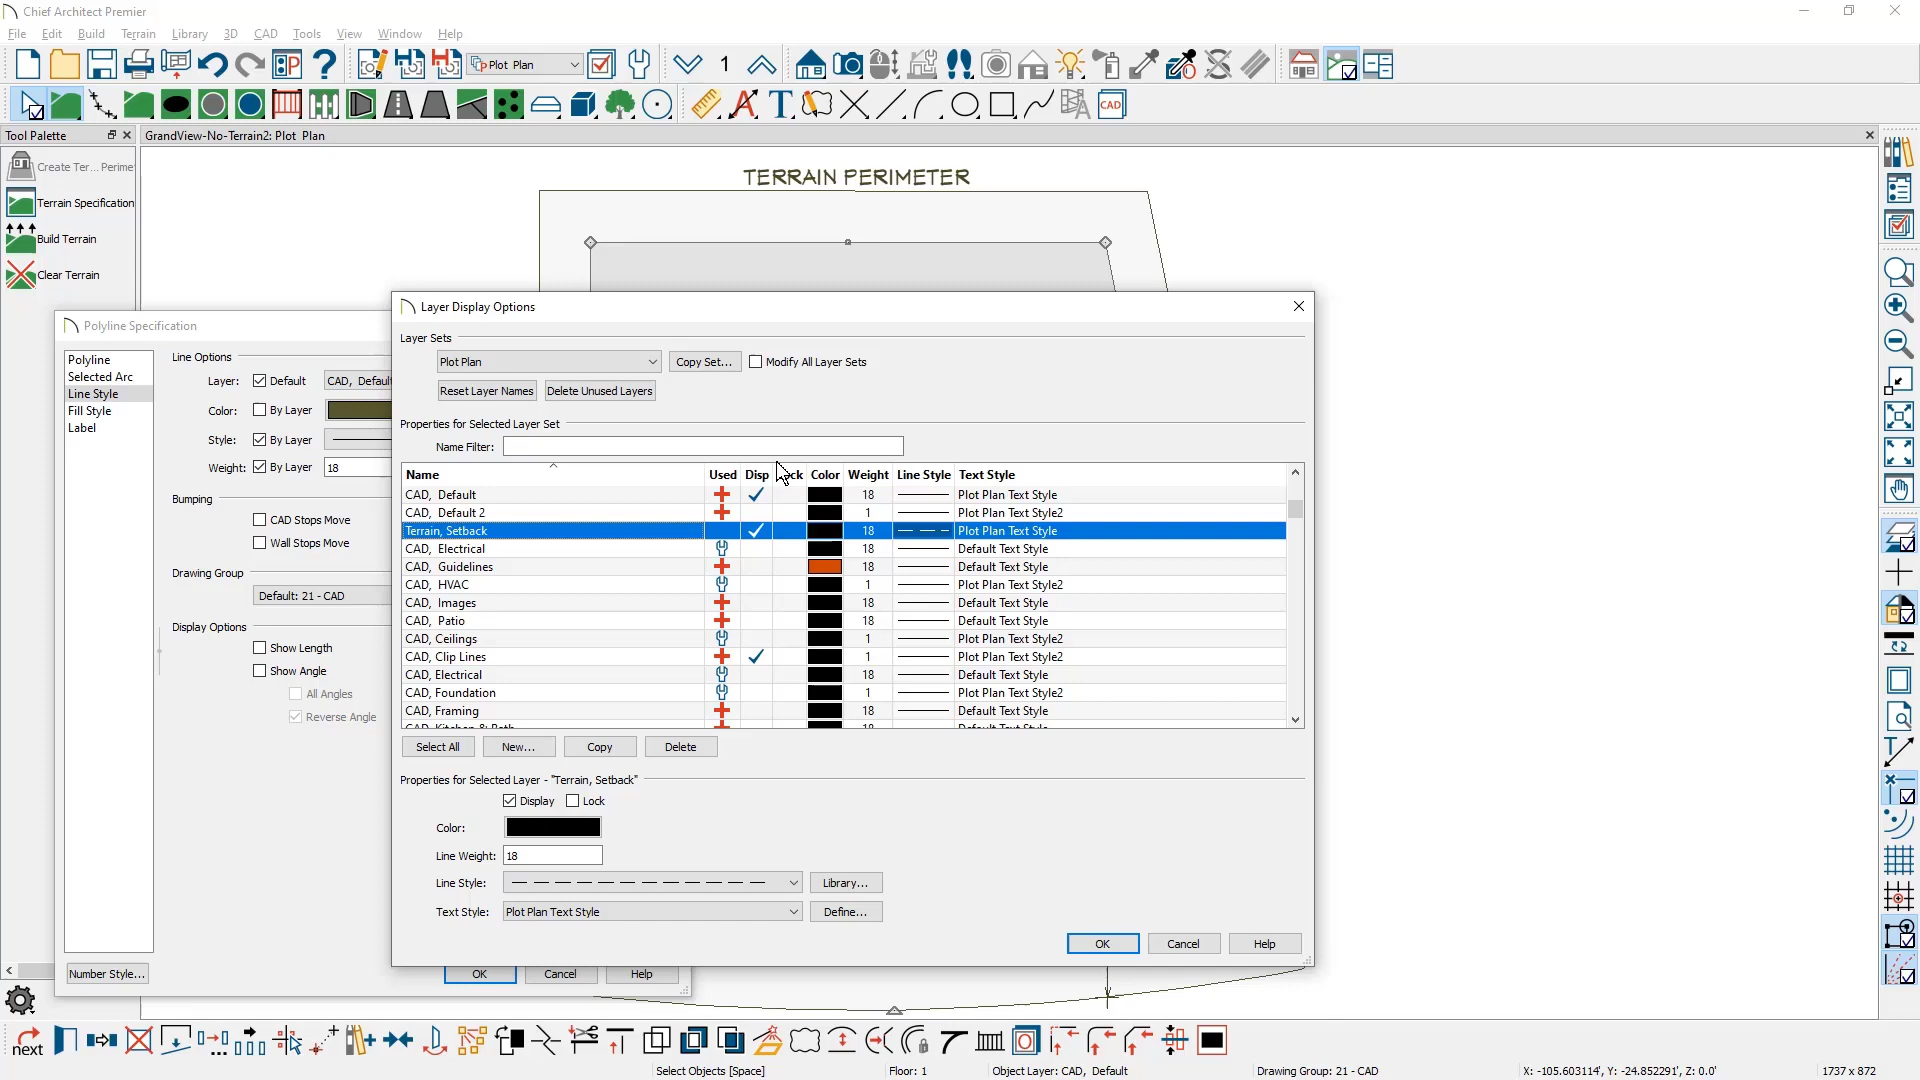 Chief Architect Premier
File Edit Build Terrain Library 3D CAD Tools View Window Help
Plot Plan 1
CAD
Tool Palette GrandView-No-Terrain2: Plot Plan
Create Ter... Perime
Terrain Specification
Build Terrain
Clear Terrain
TERRAIN PERIMETER
Polyline Specification
Polyline
Selected Arc
Line Style
Fill Style
Label
Number Style...
Line Options
Layer: Default CAD, Defaul
Color: By Layer
Style: By Layer
Weight: By Layer 18
Bumping
CAD Stops Move
Wall Stops Move
Drawing Group
Default: 21 - CAD
Display Options
Show Length
Show Angle
All Angles
Reverse Angle
OK Cancel Help
Layer Display Options
Layer Sets
Plot Plan Copy Set... Modify All Layer Sets
Reset Layer Names Delete Unused Layers
Properties for Selected Layer Set
Name Filter:
Name Used Disp ck Color Weight Line Style Text Style
CAD, Default 18 Plot Plan Text Style
CAD, Default 2 1 Plot Plan Text Style2
Terrain, Setback 18 Plot Plan Text Style
CAD, Electrical 18 Default Text Style
CAD, Guidelines 18 Default Text Style
CAD, HVAC 1 Plot Plan Text Style2
CAD, Images 18 Default Text Style
CAD, Patio 18 Default Text Style
CAD, Ceilings 1 Plot Plan Text Style2
CAD, Clip Lines 1 Plot Plan Text Style2
CAD, Electrical 18 Default Text Style
CAD, Foundation 1 Plot Plan Text Style2
CAD, Framing 18 Default Text Style
CAD, Kitchen & Bath 18 Default Text Style
Select All New... Copy Delete
Properties for Selected Layer - "Terrain, Setback"
Display Lock
Color:
Line Weight: 18
Line Style: Library...
Text Style: Plot Plan Text Style Define...
OK Cancel Help
next
Select Objects [Space] Floor: 1 Object Layer: CAD, Default Drawing Group: 21 - CAD X: -105.603114', Y: -24.852291', Z: 0.0' 1737 x 872